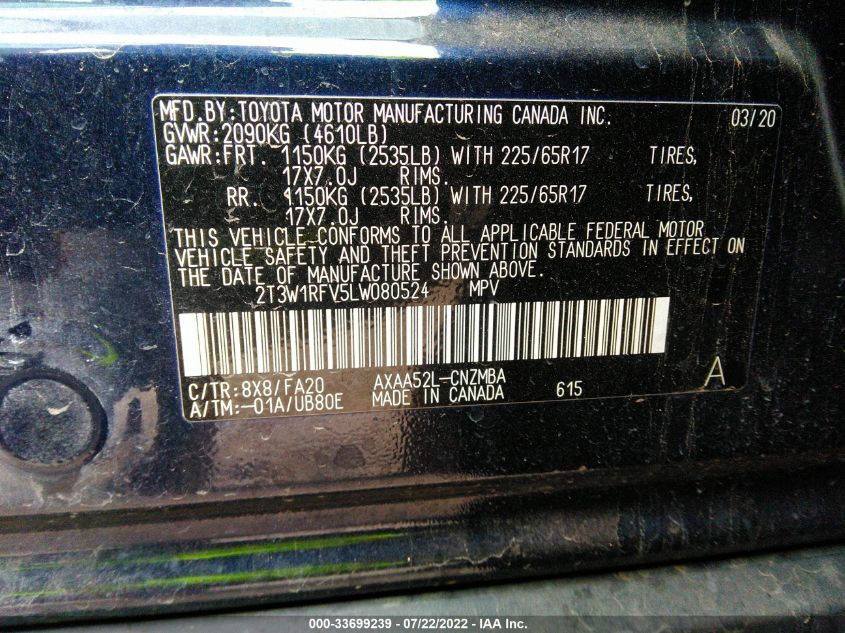 MFD.BY:TOYOTA MOTOR MANUFACTURING CANADA INC. 03/20
GVWR:2090KG (4610LB)
GAWR:FRT. 1150KG (2535LB) WITH 225/65R17 TIRES,
17X7.0J RIMS.
RR. 1150KG (2535LB) WITH 225/65R17 TIRES,
17X7.0J RIMS.
THIS VEHICLE CONFORMS TO ALL APPLICABLE FEDERAL MOTOR
VEHICLE SAFETY AND THEFT PREVENTION STANDARDS IN EFFECT ON
THE DATE OF MANUFACTURE SHOWN ABOVE.
2T3W1RFV5LW080524 MPV
C/TR:8X8/FA20 AXAA52L-CNZMBA A
A/TM:-01A/UB80E MADE IN CANADA 615
000-33699239 - 07/22/2022 - IAA Inc.